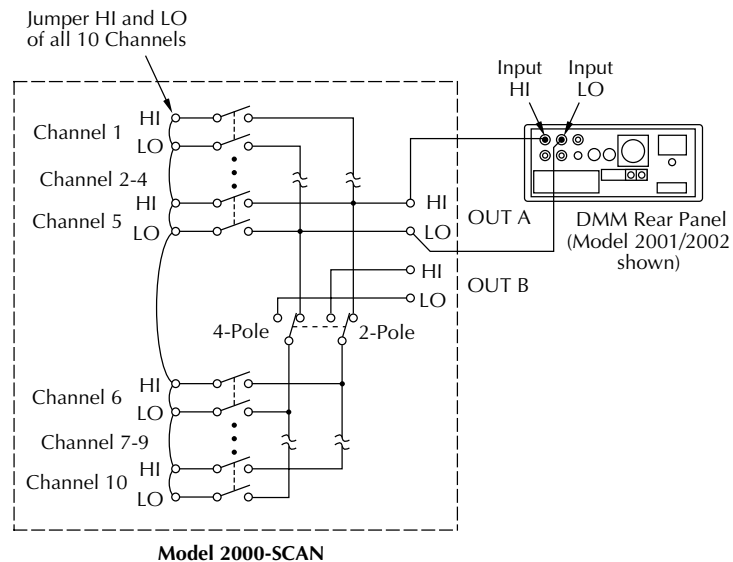 Jumper HI and LO
of all 10 Channels
Input
HI
Input
LO
Channel 1
HI
LO
Channel 2-4
Channel 5
HI
LO
HI
LO
OUT A
HI
LO
OUT B
DMM Rear Panel
(Model 2001/2002
shown)
4-Pole
2-Pole
Channel 6
HI
LO
Channel 7-9
Channel 10
HI
LO
Model 2000-SCAN